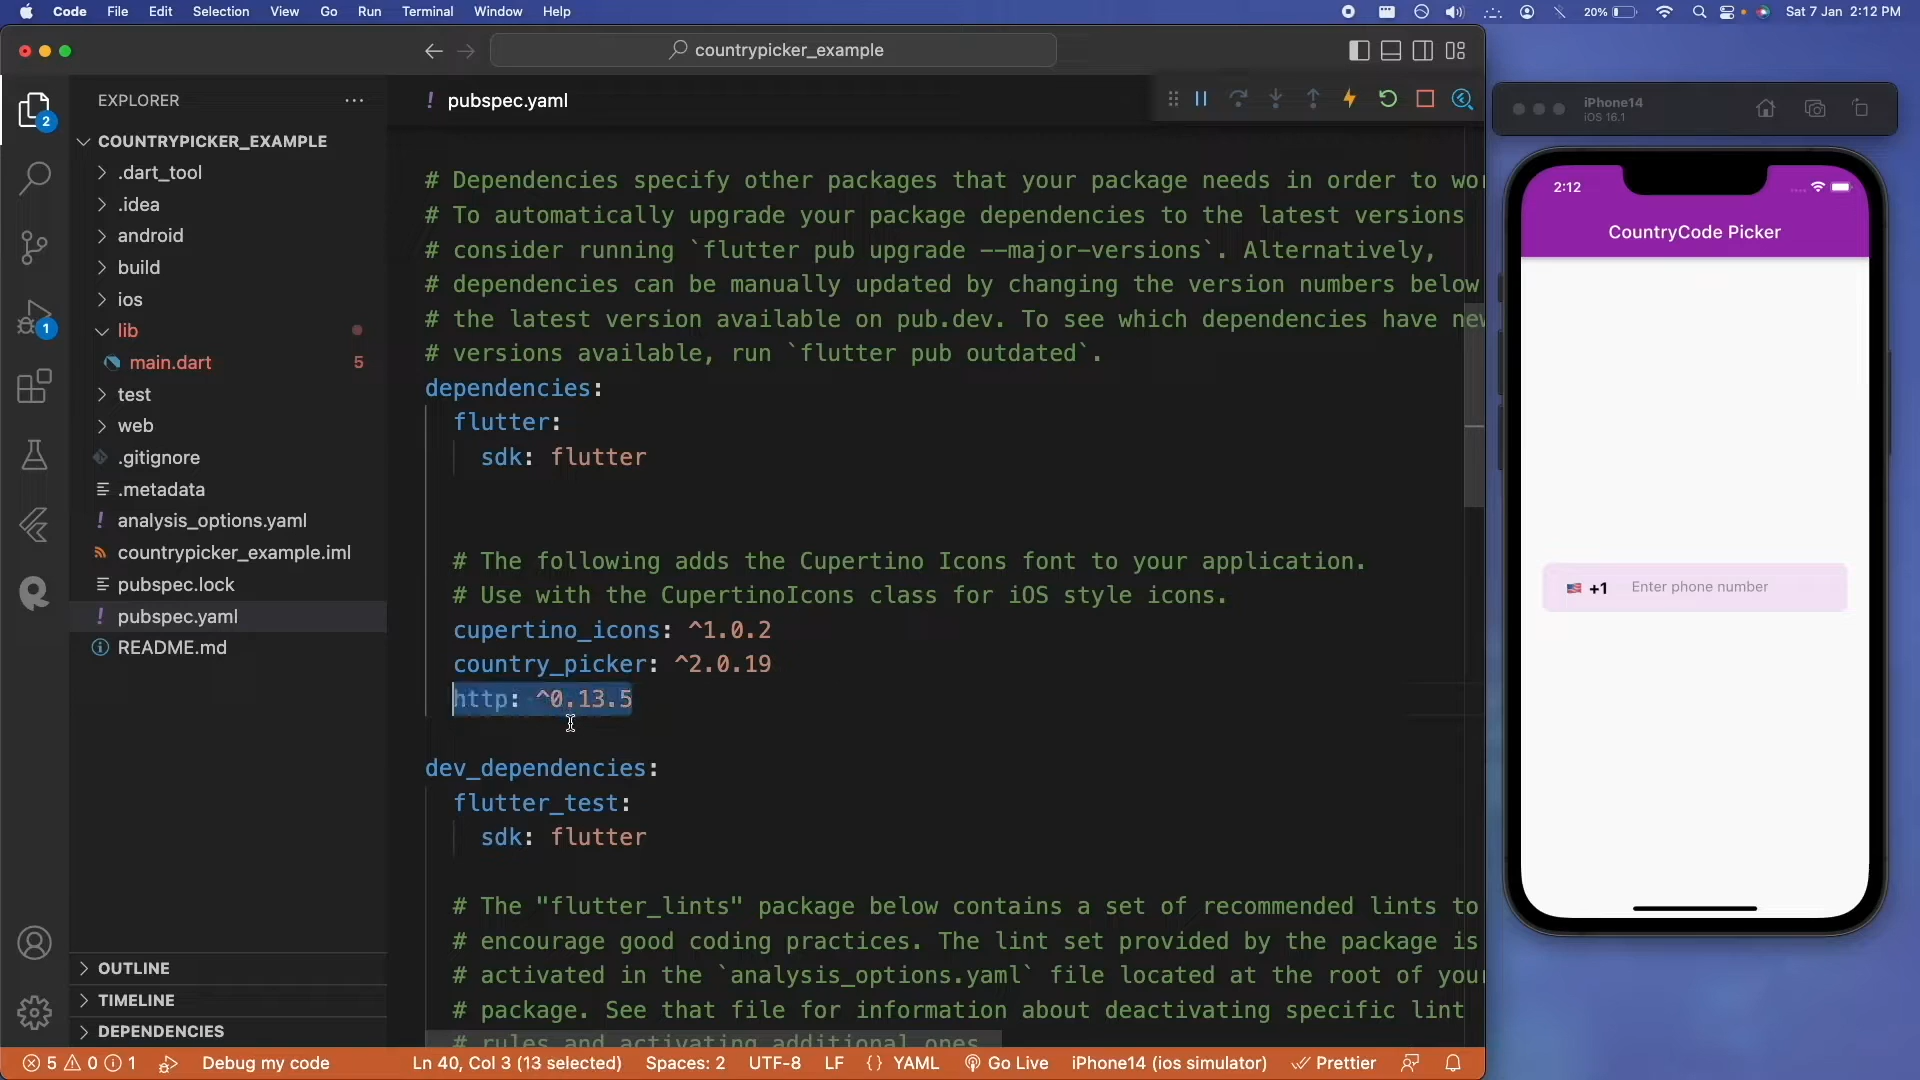 Code File Edit Selection View Go Run Terminal Window Help
20% Sat 7 Jan 2:12 PM
countrypicker_example
EXPLORER
2
COUNTRYPICKER_EXAMPLE
.dart_tool
.idea
android
build
ios
lib
1
main.dart 5
test
web
.gitignore
.metadata
analysis_options.yaml
countrypicker_example.iml
pubspec.lock
! pubspec.yaml
README.md
OUTLINE
TIMELINE
DEPENDENCIES
! pubspec.yaml
# Dependencies specify other packages that your package needs in order to wo
# To automatically upgrade your package dependencies to the latest versions
# consider running `flutter pub upgrade --major-versions`. Alternatively,
# dependencies can be manually updated by changing the version numbers below
# the latest version available on pub.dev. To see which dependencies have ne
# versions available, run `flutter pub outdated`.
dependencies:
flutter:
sdk: flutter
# The following adds the Cupertino Icons font to your application.
# Use with the CupertinoIcons class for iOS style icons.
cupertino_icons: ^1.0.2
country_picker: ^2.0.19
http: ^0.13.5
dev_dependencies:
flutter_test:
sdk: flutter
# The "flutter_lints" package below contains a set of recommended lints to
# encourage good coding practices. The lint set provided by the package is
# activated in the `analysis_options.yaml` file located at the root of your
# package. See that file for information about deactivating specific lint
# rules and activating additional ones.
5 0 1 Debug my code Ln 40, Col 3 (13 selected) Spaces: 2 UTF-8 LF {} YAML Go Live iPhone14 (ios simulator) Prettier
iPhone14
iOS 16.1
2:12
CountryCode Picker
+1 Enter phone number